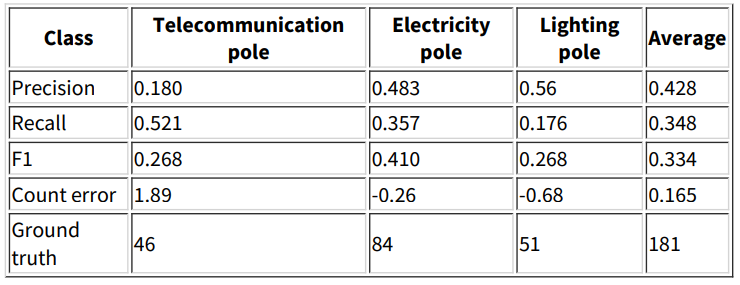 Class Telecommunication pole Electricity pole Lighting pole Average
Precision 0.180 0.483 0.56 0.428
Recall 0.521 0.357 0.176 0.348
F1 0.268 0.410 0.268 0.334
Count error 1.89 -0.26 -0.68 0.165
Ground truth 46 84 51 181